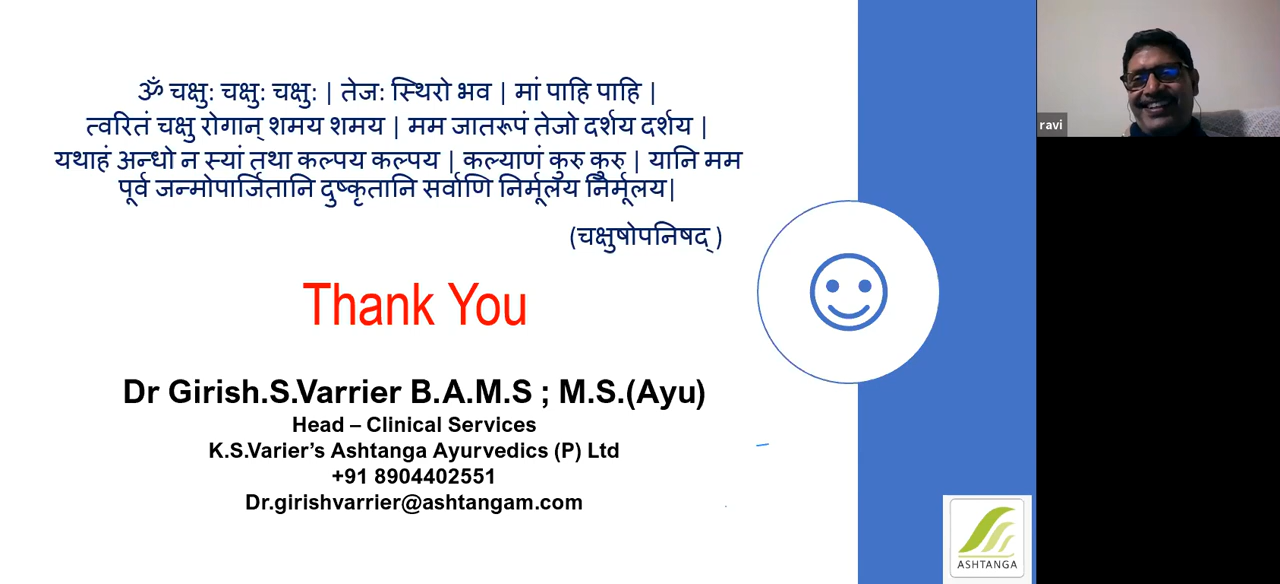 ॐ चक्षुः चक्षुः चक्षुः | तेजः स्थिरो भव | मां पाहि पाहि |
त्वरितं चक्षु रोगान् शमय शमय | मम जातरूपं तेजो दर्शय दर्शय |
यथाहं अन्धो न स्यां तथा कल्पय कल्पय | कल्याणं कुरु कुरु | यानि मम
पूर्व जन्मोपार्जितानि दुष्कृतानि सर्वाणि निर्मूलय निर्मूलय|
(चक्षुषोपनिषद् )
Thank You
Dr Girish.S.Varrier B.A.M.S ; M.S.(Ayu)
Head – Clinical Services
K.S.Varier’s Ashtanga Ayurvedics (P) Ltd
+91 8904402551
Dr.girishvarrier@ashtangam.com
ASHTANGA
ravi